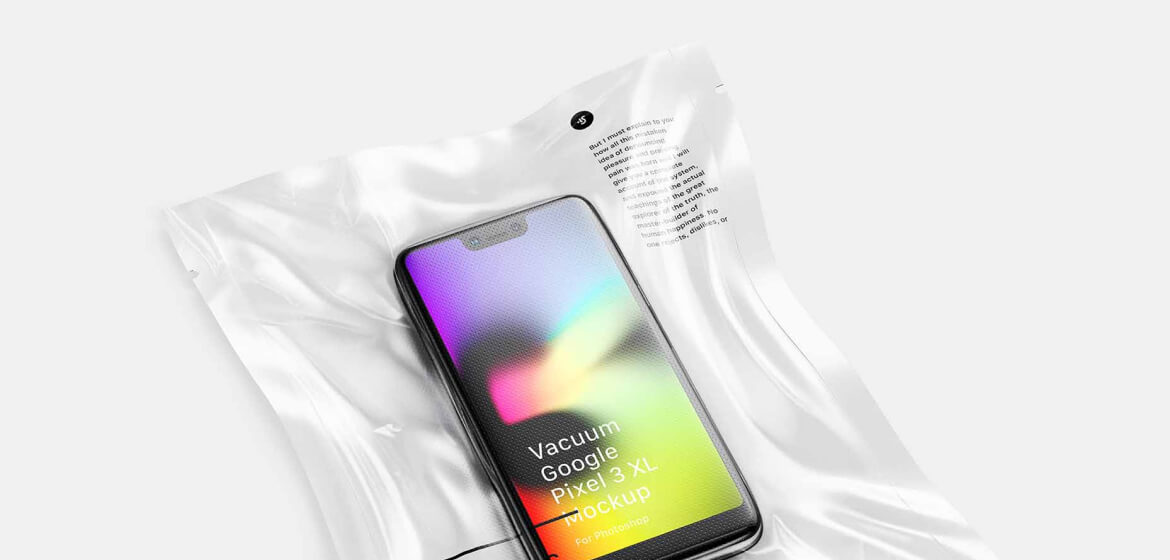 But I must explain to you
how all this mistaken
idea of denouncing
pleasure and praising
pain was born and I will
give you a complete
account of the system,
and expound the actual
teachings of the great
explorer of the truth, the
master-builder of
human happiness. No
one rejects, dislikes, or
Vacuum
Google
Pixel 3 XL
Mockup
For Photoshop